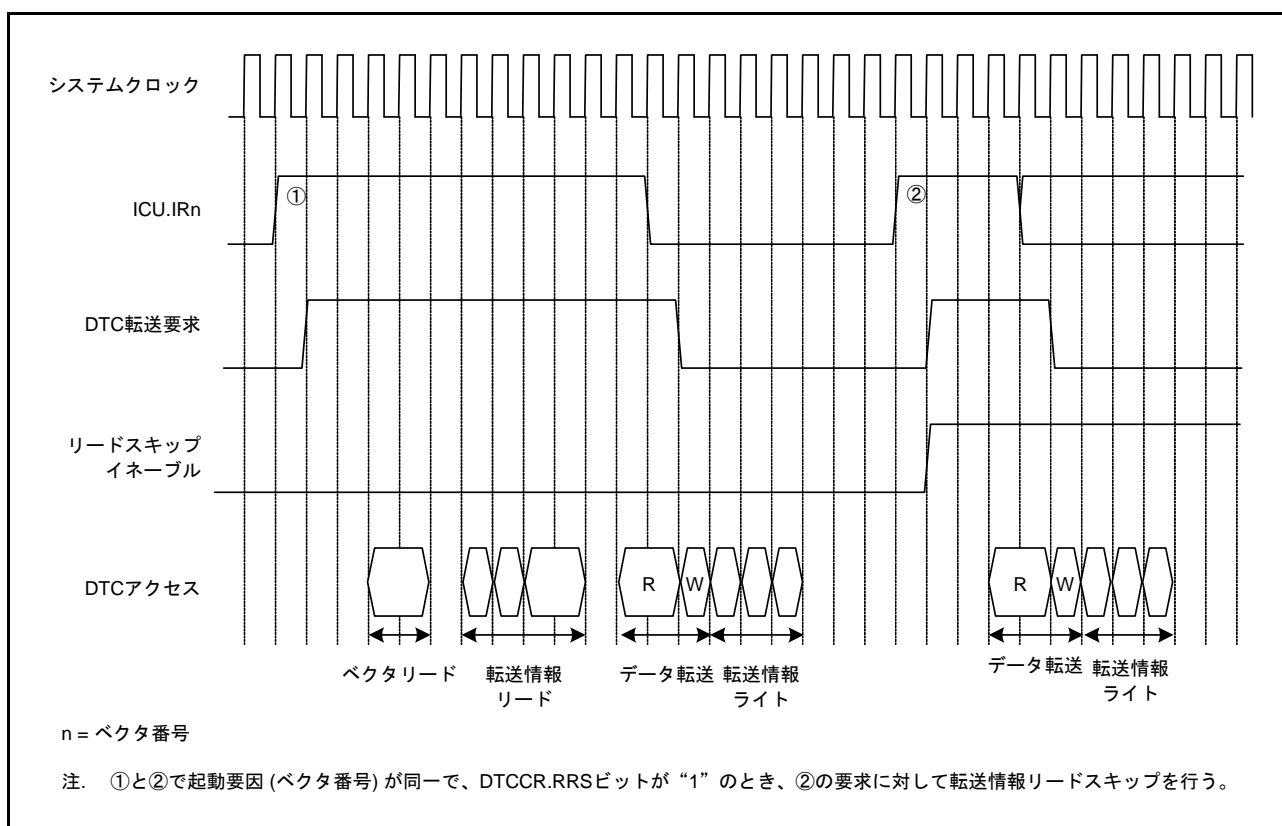 システムクロック
ICU.IRn
①
②
DTC転送要求
リードスキップ
イネーブル
DTCアクセス
R
W
R
W
ベクタリード
転送情報
リード
データ転送
転送情報
ライト
データ転送
転送情報
ライト
n = ベクタ番号
注. ①と②で起動要因 (ベクタ番号) が同一で、DTCCR.RRSビットが“1”のとき、②の要求に対して転送情報リードスキップを行う。